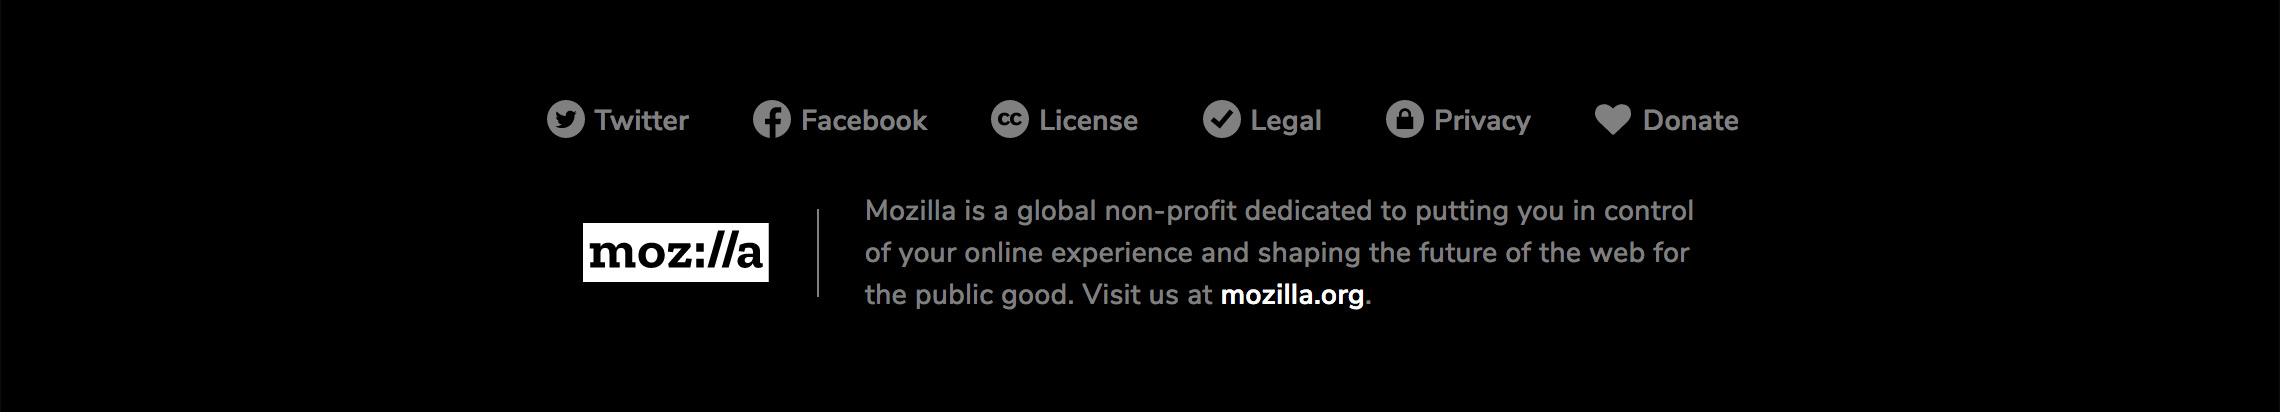 Twitter Facebook License Legal Privacy Donate
moz://a
Mozilla is a global non-profit dedicated to putting you in control
of your online experience and shaping the future of the web for
the public good. Visit us at mozilla.org.